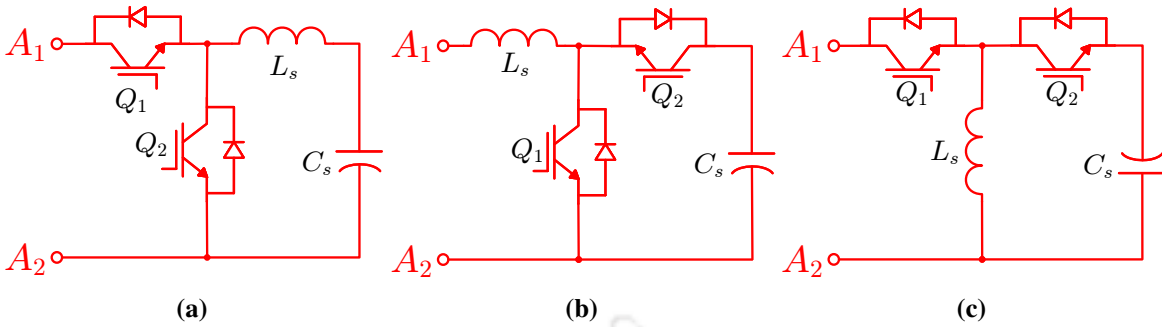 A₁ Q₁ Lₛ Q₂ Cₛ A₂
(a)
A₁ Lₛ Q₂ Q₁ Cₛ A₂
(b)
A₁ Q₁ Q₂ Lₛ Cₛ A₂
(c)